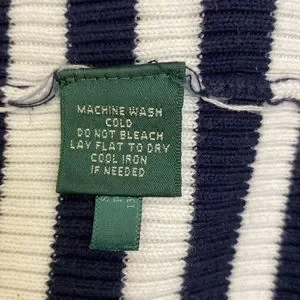 MACHINE WASH
COLD
DO NOT BLEACH
LAY FLAT TO DRY
COOL IRON
IF NEEDED